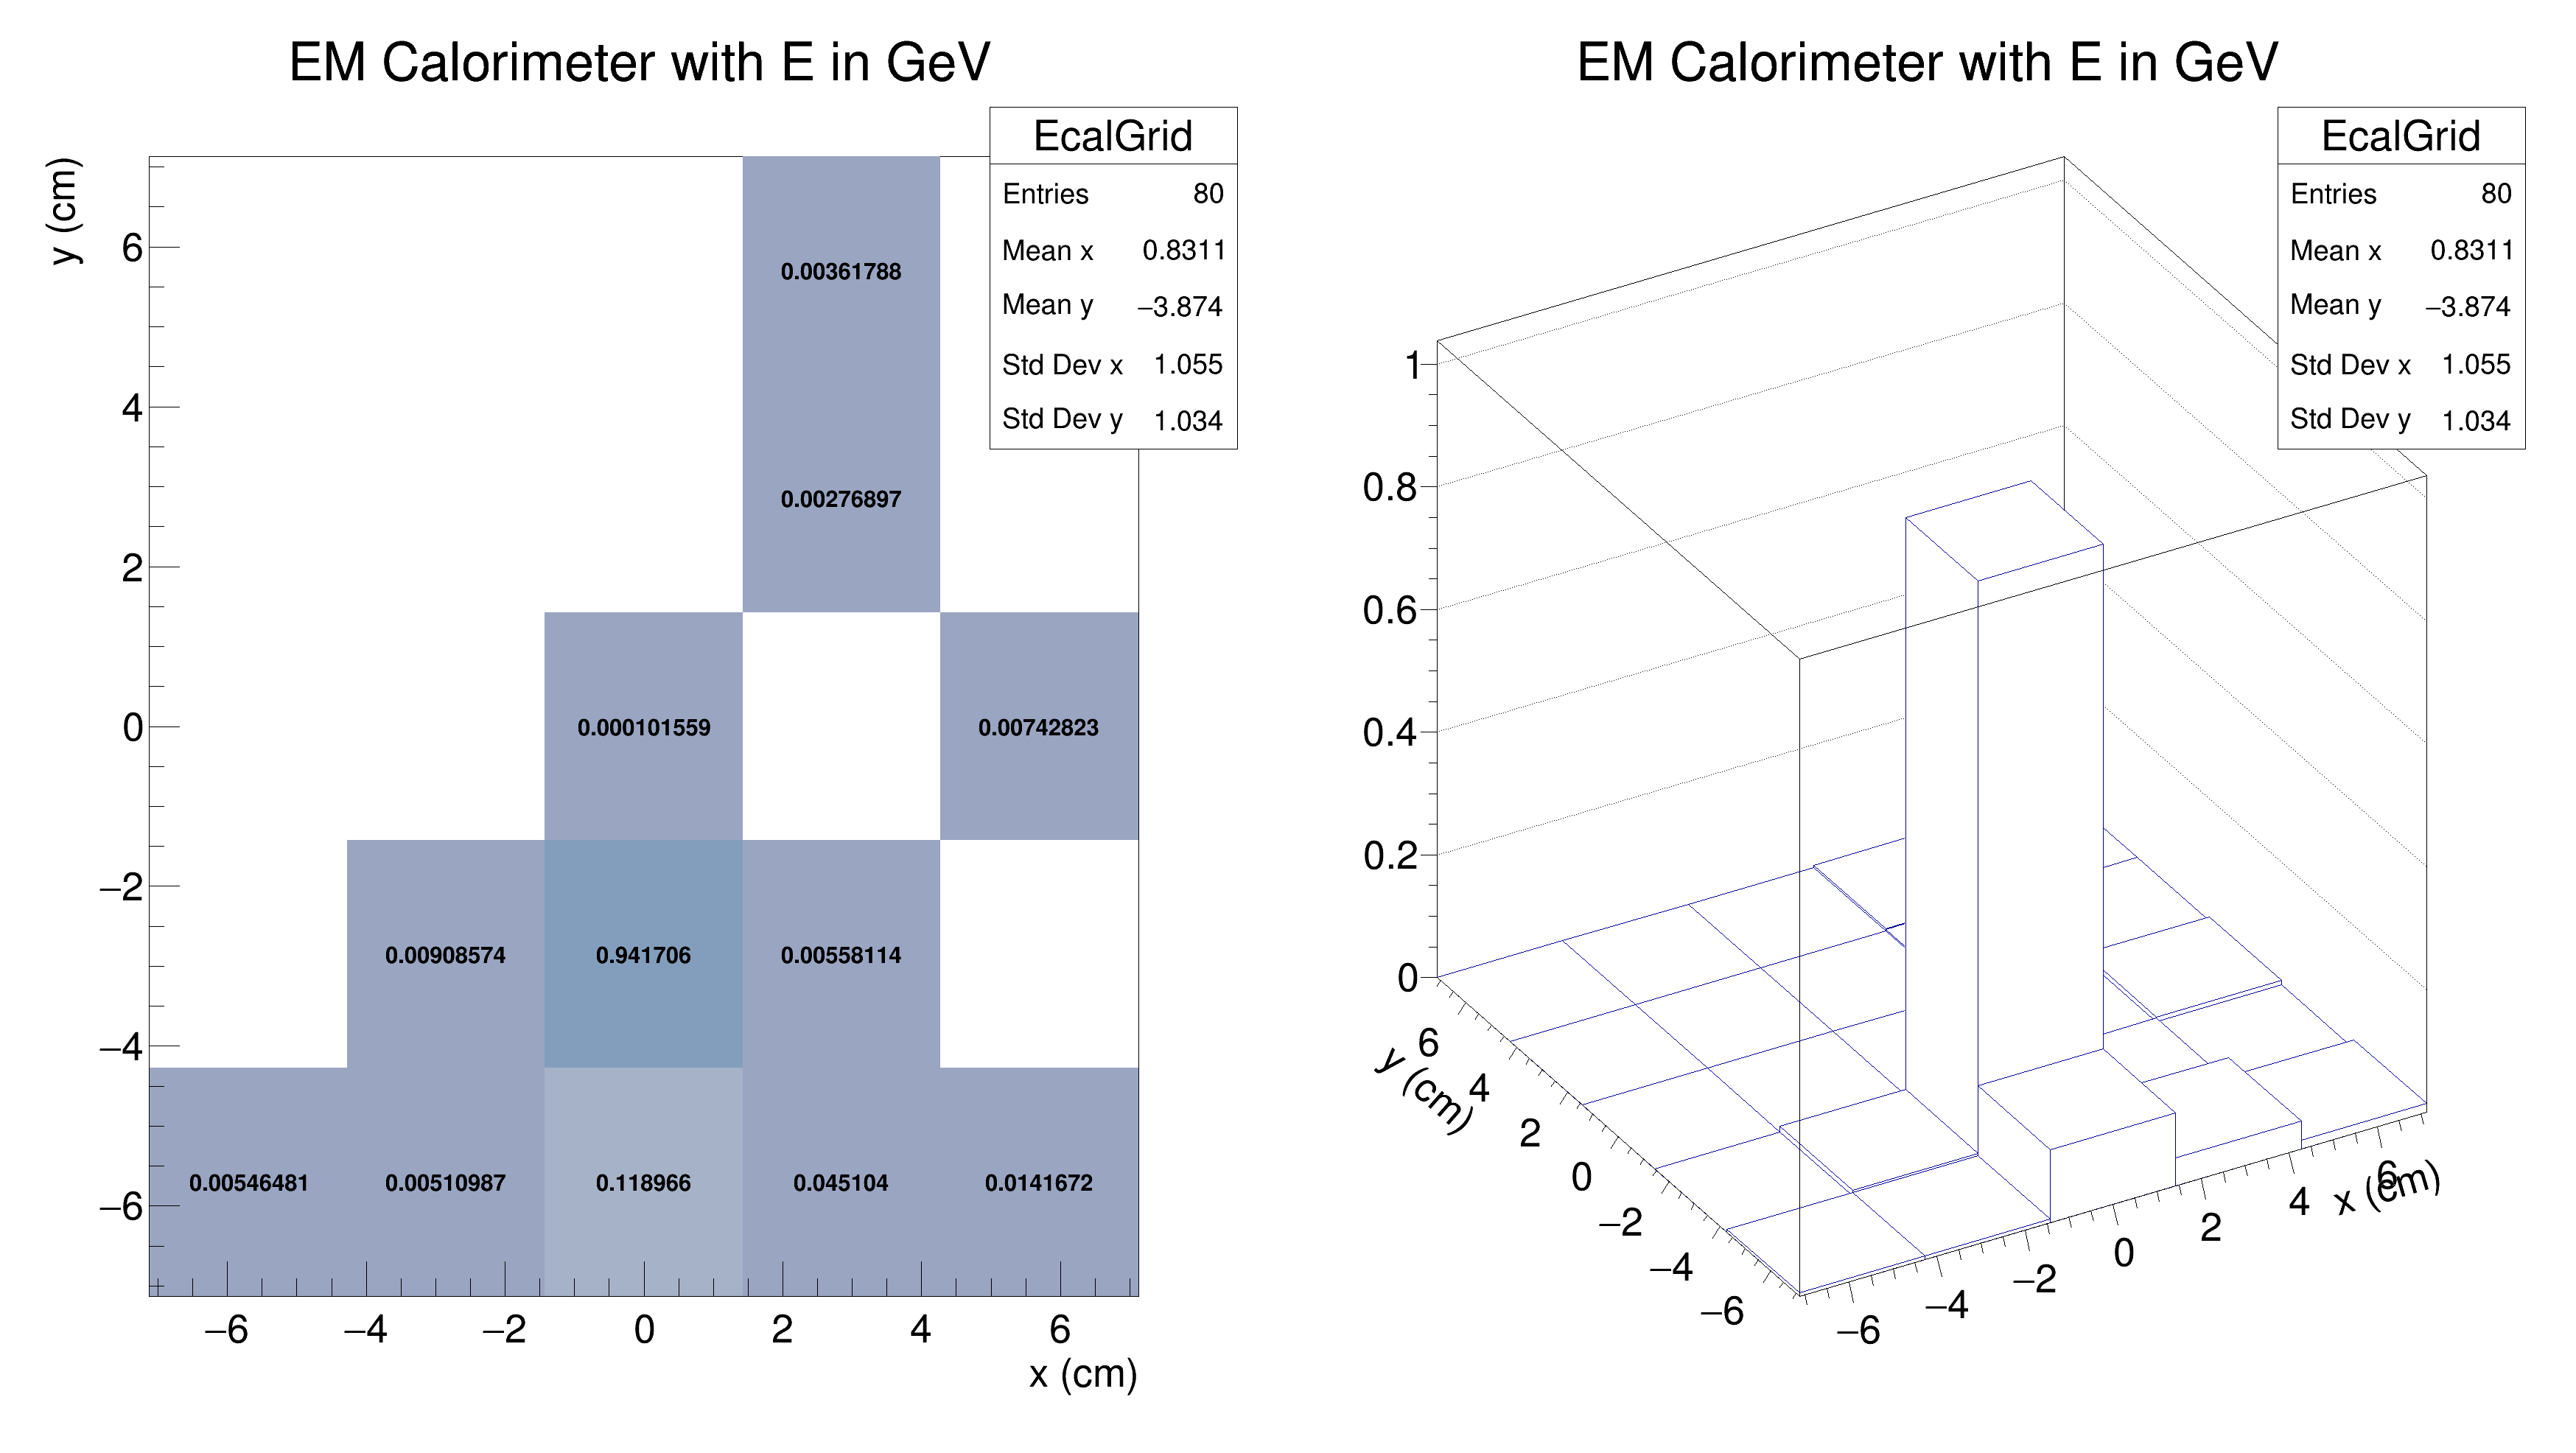 EM Calorimeter with E in GeV
EcalGrid
Entries 80
Mean x 0.8311
Mean y −3.874
Std Dev x 1.055
Std Dev y 1.034
y (cm)
6
4
2
0
−2
−4
−6
0.00361788
0.00276897
0.000101559 0.00742823
0.00908574 0.941706 0.00558114
0.00546481 0.00510987 0.118966 0.045104 0.0141672
−6 −4 −2 0 2 4 6
x (cm)
EM Calorimeter with E in GeV
EcalGrid
Entries 80
Mean x 0.8311
Mean y −3.874
Std Dev x 1.055
Std Dev y 1.034
1
0.8
0.6
0.4
0.2
0
6
4
2
0
−2
−4
−6
y (cm)
−6 −4 −2 0 2 4 6
x (cm)